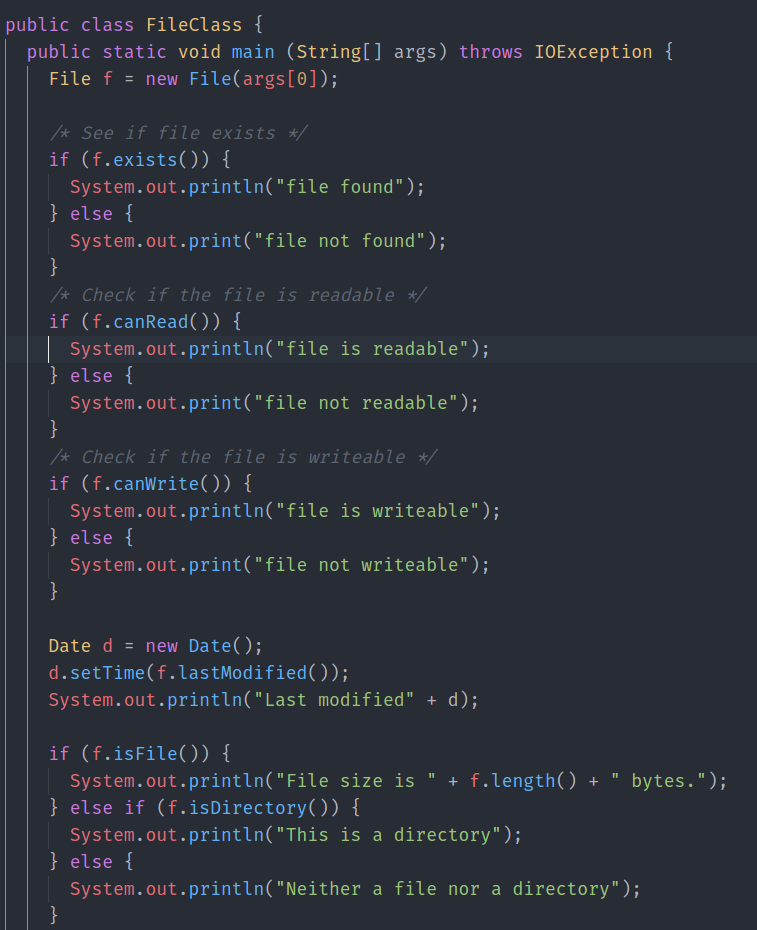 public class FileClass {
public static void main (String[] args) throws IOException {
File f = new File(args[0]);
/* See if file exists */
if (f.exists()) {
System.out.println("file found");
} else {
System.out.print("file not found");
}
/* Check if the file is readable */
if (f.canRead()) {
System.out.println("file is readable");
} else {
System.out.print("file not readable");
}
/* Check if the file is writeable */
if (f.canWrite()) {
System.out.println("file is writeable");
} else {
System.out.print("file not writeable");
}
Date d = new Date();
d.setTime(f.lastModified());
System.out.println("Last modified" + d);
if (f.isFile()) {
System.out.println("File size is " + f.length() + " bytes.");
} else if (f.isDirectory()) {
System.out.println("This is a directory");
} else {
System.out.println("Neither a file nor a directory");
}